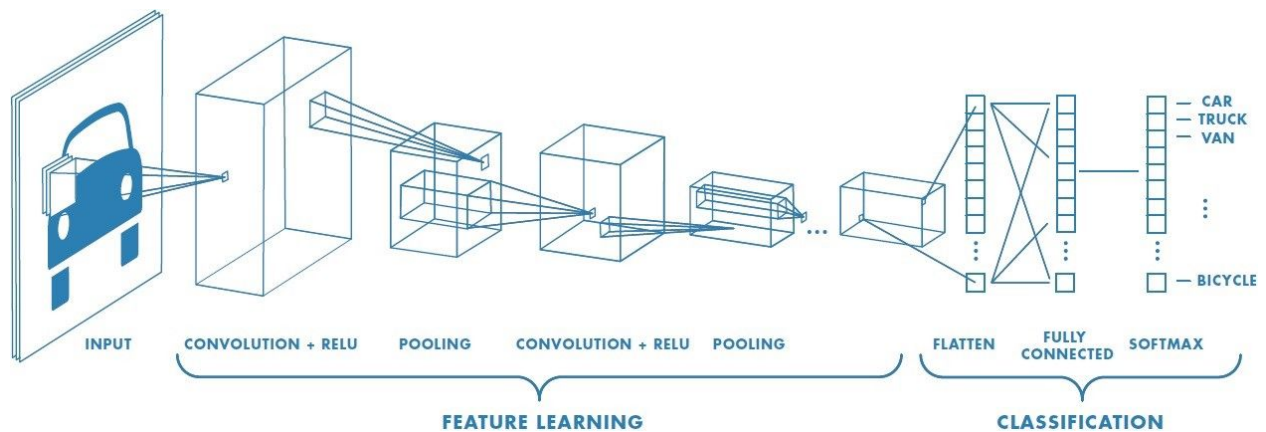 CAR
TRUCK
VAN
BICYCLE
INPUT
CONVOLUTION + RELU
POOLING
CONVOLUTION + RELU
POOLING
FLATTEN
FULLY
CONNECTED
SOFTMAX
FEATURE LEARNING
CLASSIFICATION